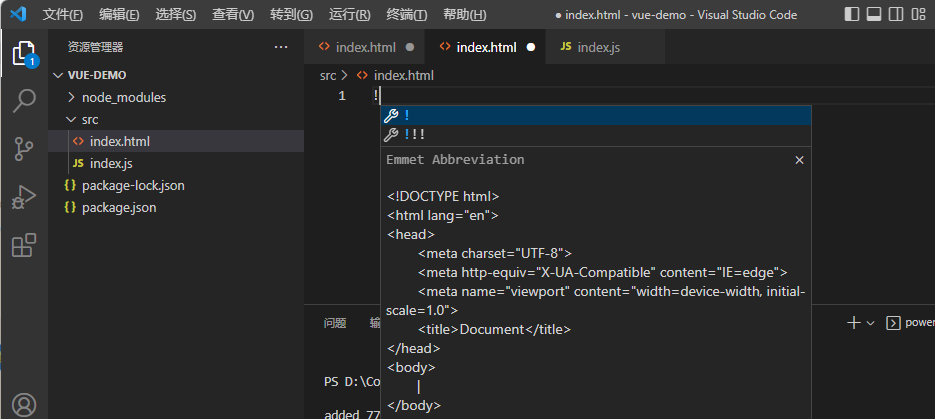 文件(F) 编辑(E) 选择(S) 查看(V) 转到(G) 运行(R) 终端(T) 帮助(H) ● index.html - vue-demo - Visual Studio Code
资源管理器 ···
index.html ● index.html ● JS index.js
1
VUE-DEMO
src > index.html
node_modules
1 !
src
!
!!!
index.html
JS index.js
Emmet Abbreviation ×
{} package-lock.json
{} package.json
<!DOCTYPE html>
<html lang="en">
<head>
<meta charset="UTF-8">
<meta http-equiv="X-UA-Compatible" content="IE=edge">
<meta name="viewport" content="width=device-width, initial-
scale=1.0">
<title>Document</title>
</head>
<body>
|
</body>
问题
power
PS D:\Co
added 77